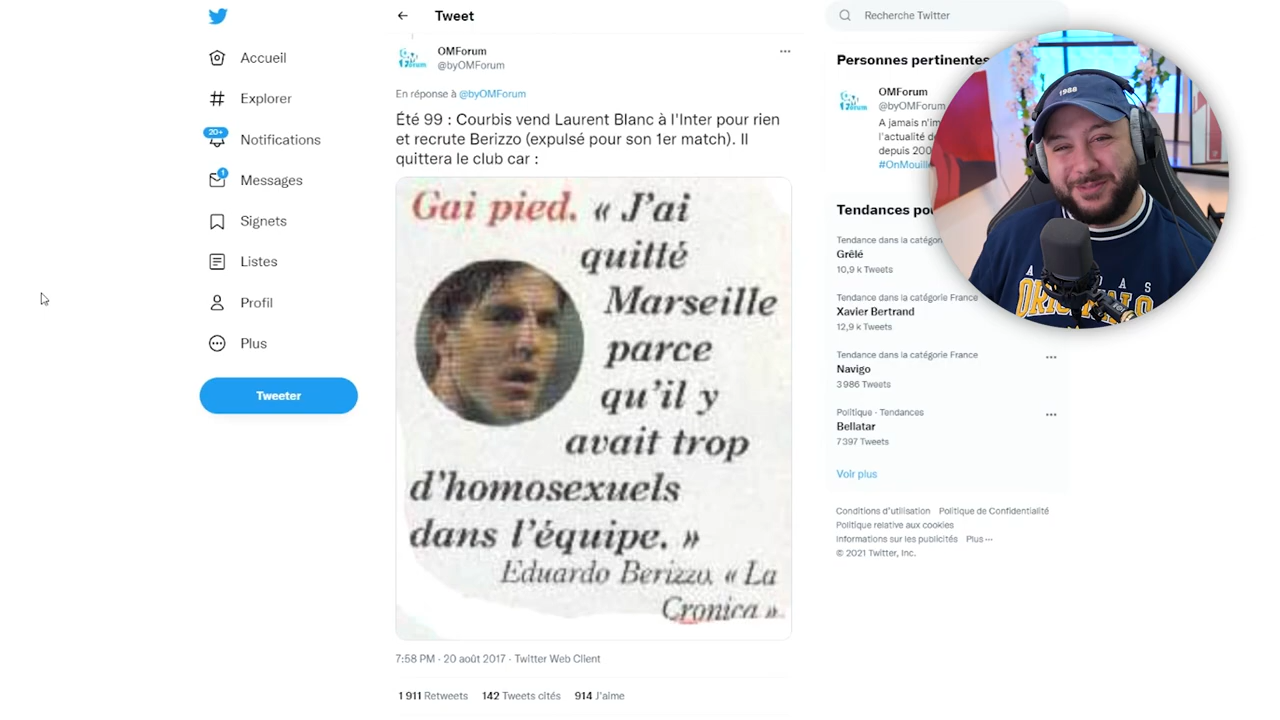 Tweet
Recherche Twitter
Accueil
Explorer
20+
Notifications
1
Messages
Signets
Listes
Profil
Plus
Tweeter
OMForum
@byOMForum
En réponse à @byOMForum
Été 99 : Courbis vend Laurent Blanc à l'Inter pour rien
et recrute Berizzo (expulsé pour son 1er match). Il
quittera le club car :
Gai pied. « J'ai
quitté
Marseille
parce
qu'il y
avait trop
d'homosexuels
dans l'équipe. »
Eduardo Berizzo, « La
Cronica ».
7:58 PM · 20 août 2017 · Twitter Web Client
1 911 Retweets 142 Tweets cités 914 J'aime
Personnes pertinentes
OMForum
@byOMForum
A jamais n'im
l'actualité de
depuis 200
#OnMouill
Tendances pou
Tendance dans la catégor
Grêlé
10,9 k Tweets
Tendance dans la catégorie France
Xavier Bertrand
12,9 k Tweets
Tendance dans la catégorie France
Navigo
3 986 Tweets
Politique · Tendances
Bellatar
7 397 Tweets
Voir plus
Conditions d'utilisation Politique de Confidentialité
Politique relative aux cookies
Informations sur les publicités Plus ···
© 2021 Twitter, Inc.
1988
ORIGINALS